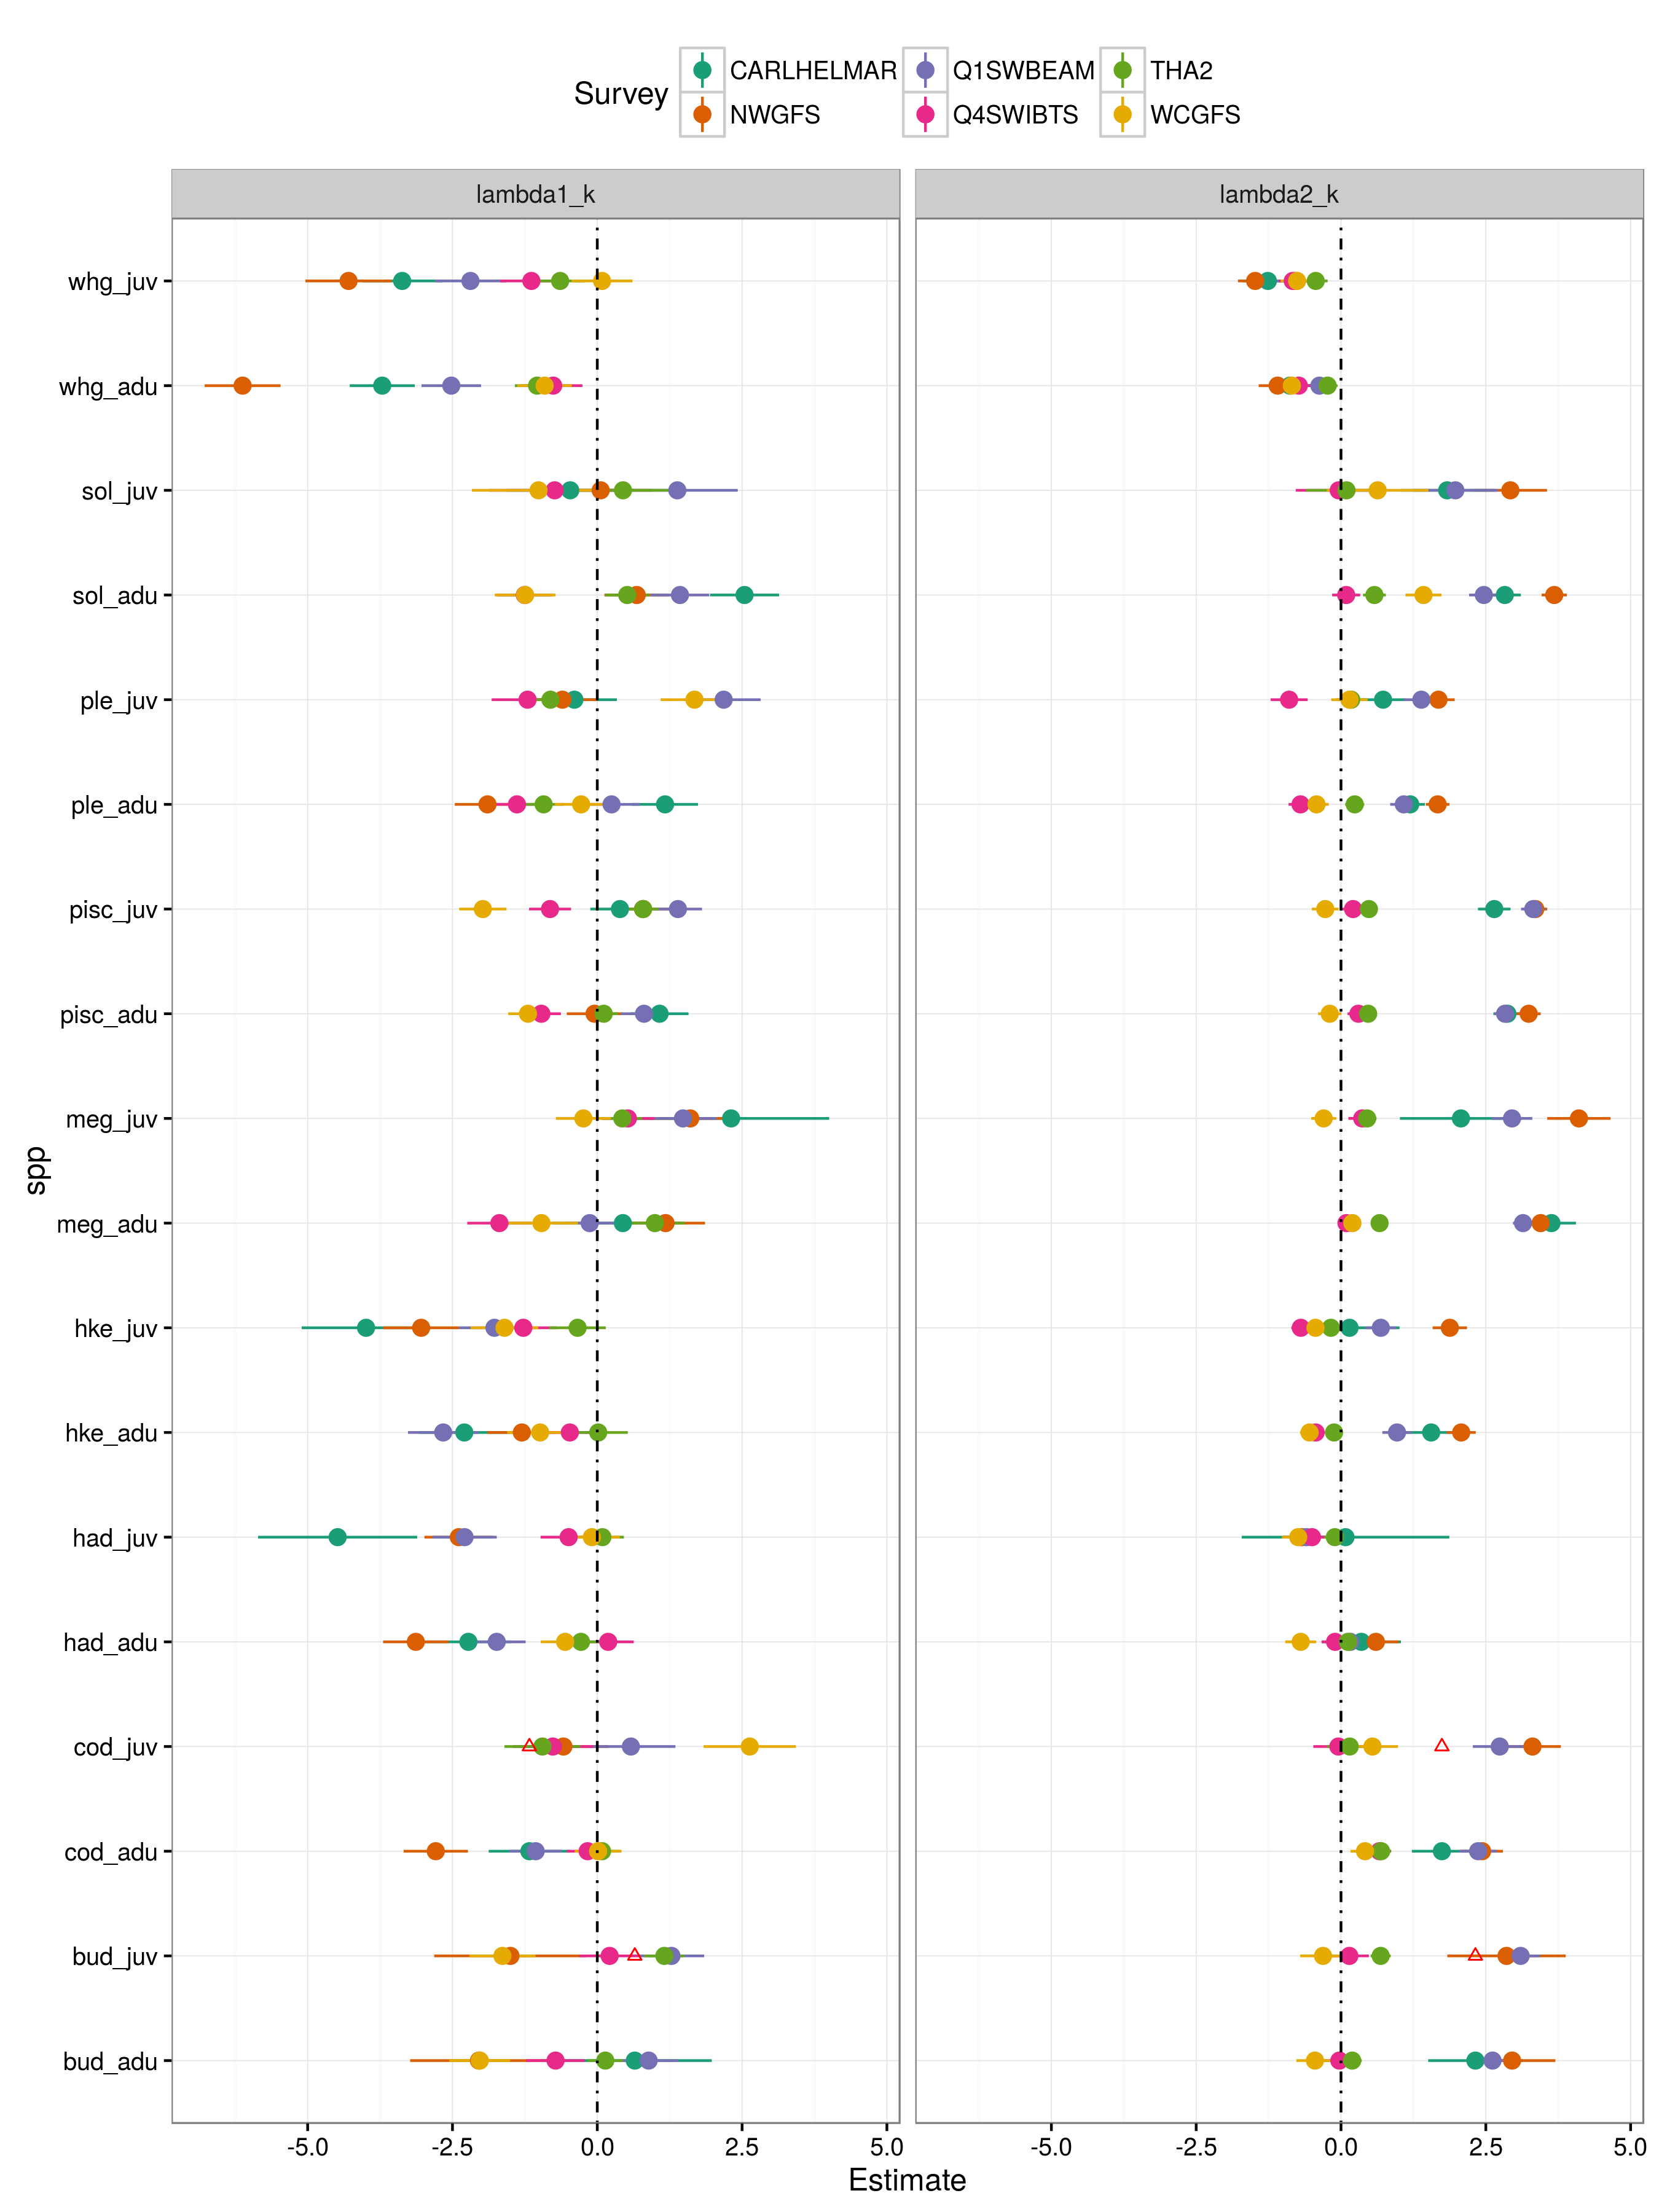 Survey
CARLHELMAR Q1SWBEAM THA2
NWGFS Q4SWIBTS WCGFS
lambda1_k lambda2_k
whg_juv
whg_adu
sol_juv
sol_adu
ple_juv
ple_adu
pisc_juv
pisc_adu
meg_juv
meg_adu
hke_juv
hke_adu
had_juv
had_adu
cod_juv
cod_adu
bud_juv
bud_adu
spp
-5.0 -2.5 0.0 2.5 5.0 -5.0 -2.5 0.0 2.5 5.0
Estimate